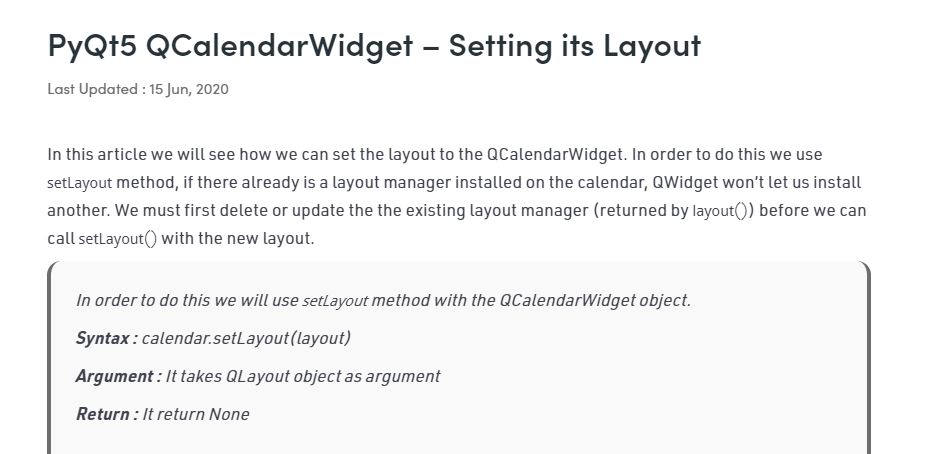 PyQt5 QCalendarWidget – Setting its Layout
Last Updated : 15 Jun, 2020
In this article we will see how we can set the layout to the QCalendarWidget. In order to do this we use
setLayout method, if there already is a layout manager installed on the calendar, QWidget won't let us install
another. We must first delete or update the the existing layout manager (returned by layout()) before we can
call setLayout() with the new layout.
In order to do this we will use setLayout method with the QCalendarWidget object.
Syntax : calendar.setLayout(layout)
Argument : It takes QLayout object as argument
Return : It return None